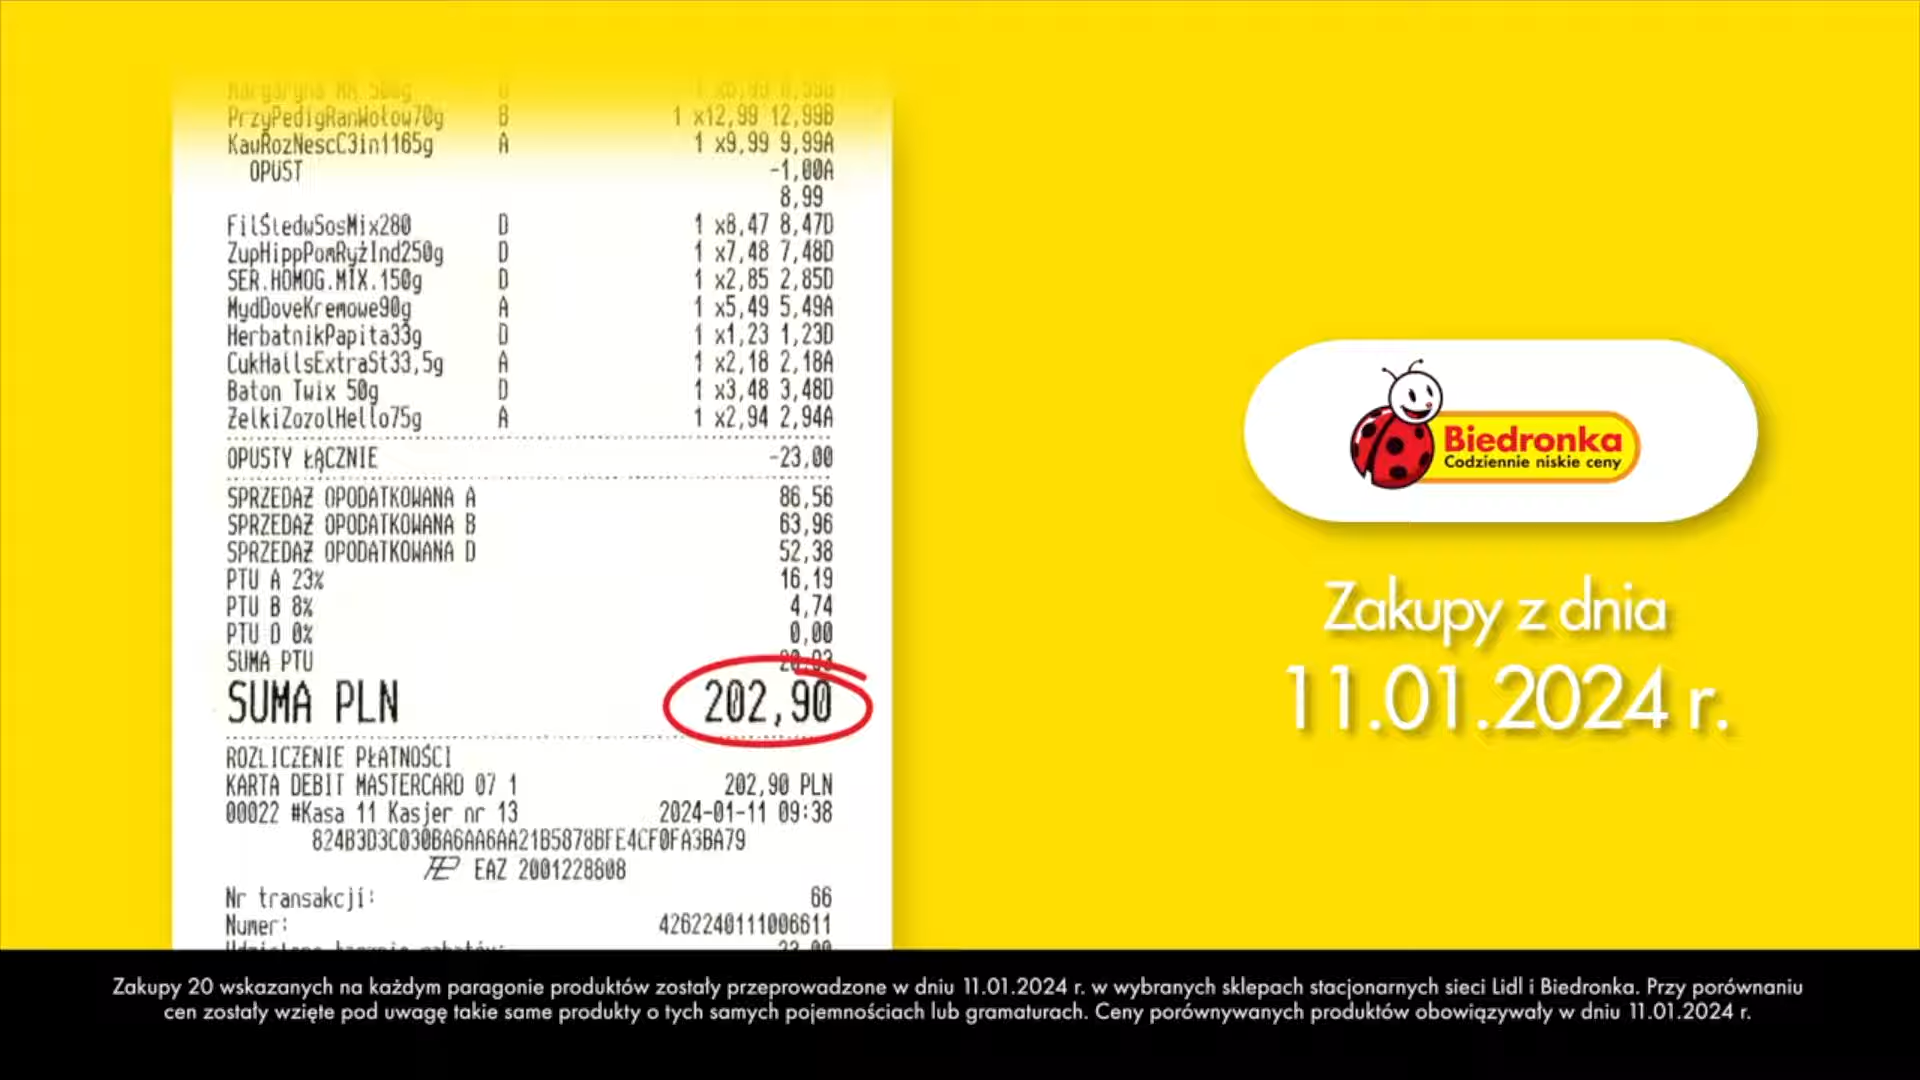 Margaryna MR 500g
PrzyPedigRanWołow70g B 1 x12,99 12,99B
KawRozNescC3in1165g A 1 x9,99 9,99A
OPUST -1,00A
8,99
FilŚledwSosMix280 D 1 x8,47 8,47D
ZupHippPomRyżInd250g D 1 x7,48 7,48D
SER.HOMOG.MIX.150g D 1 x2,85 2,85D
MydDoveKremowe90g A 1 x5,49 5,49A
HerbatnikPapita33g D 1 x1,23 1,23D
CukHallsExtraSt33,5g A 1 x2,18 2,18A
Baton Twix 50g D 1 x3,48 3,48D
ŻelkiZozolHello75g A 1 x2,94 2,94A
OPUSTY ŁĄCZNIE -23,00
SPRZEDAŻ OPODATKOWANA A 86,56
SPRZEDAŻ OPODATKOWANA B 63,96
SPRZEDAŻ OPODATKOWANA D 52,38
PTU A 23% 16,19
PTU B 8% 4,74
PTU D 0% 0,00
SUMA PTU 20,93
SUMA PLN 202,90
ROZLICZENIE PŁATNOŚCI
KARTA DEBIT MASTERCARD 07 1 202,90 PLN
00022 #Kasa 11 Kasjer nr 13 2024-01-11 09:38
824B3D3C030BA6AA6AA21B5878BFE4CF0FA3BA79
EAZ 2001228808
Nr transakcji: 66
Numer: 4262240111006611
Biedronka
Codziennie niskie ceny
Zakupy z dnia
11.01.2024 r.
Zakupy 20 wskazanych na każdym paragonie produktów zostały przeprowadzone w dniu 11.01.2024 r. w wybranych sklepach stacjonarnych sieci Lidl i Biedronka. Przy porównaniu
cen zostały wzięte pod uwagę takie same produkty o tych samych pojemnościach lub gramaturach. Ceny porównywanych produktów obowiązywały w dniu 11.01.2024 r.